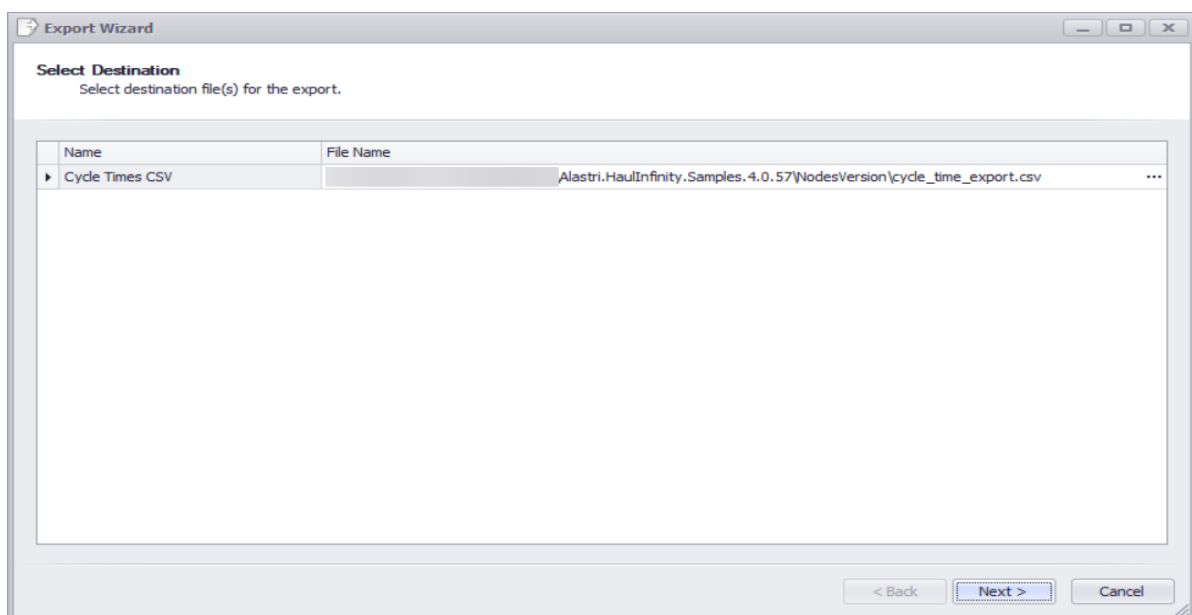 Export Wizard
Select Destination
Select destination file(s) for the export.
Name File Name
Cycle Times CSV Alastri.HaulInfinity.Samples.4.0.57\NodesVersion\cycle_time_export.csv ...
< Back Next > Cancel